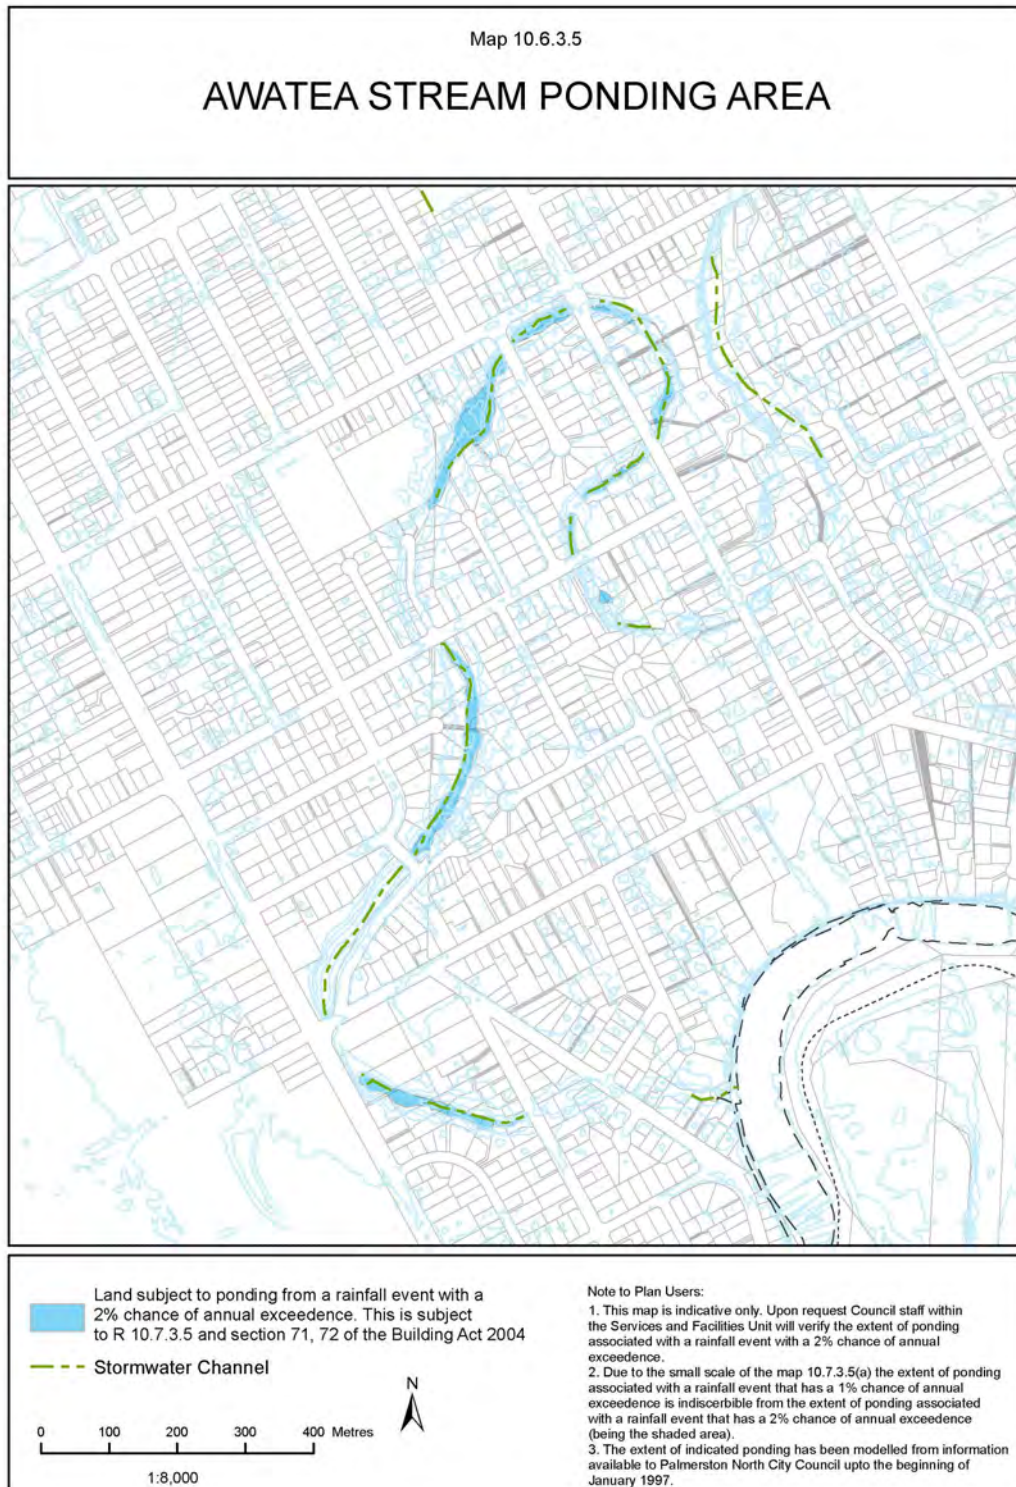 Map 10.6.3.5
AWATEA STREAM PONDING AREA
Land subject to ponding from a rainfall event with a
2% chance of annual exceedence. This is subject
to R 10.7.3.5 and section 71, 72 of the Building Act 2004
Stormwater Channel
N
0 100 200 300 400 Metres
1:8,000
Note to Plan Users:
1. This map is indicative only. Upon request Council staff within
the Services and Facilities Unit will verify the extent of ponding
associated with a rainfall event with a 2% chance of annual
exceedence.
2. Due to the small scale of the map 10.7.3.5(a) the extent of ponding
associated with a rainfall event that has a 1% chance of annual
exceedence is indiscerbible from the extent of ponding associated
with a rainfall event that has a 2% chance of annual exceedence
(being the shaded area).
3. The extent of indicated ponding has been modelled from information
available to Palmerston North City Council upto the beginning of
January 1997.